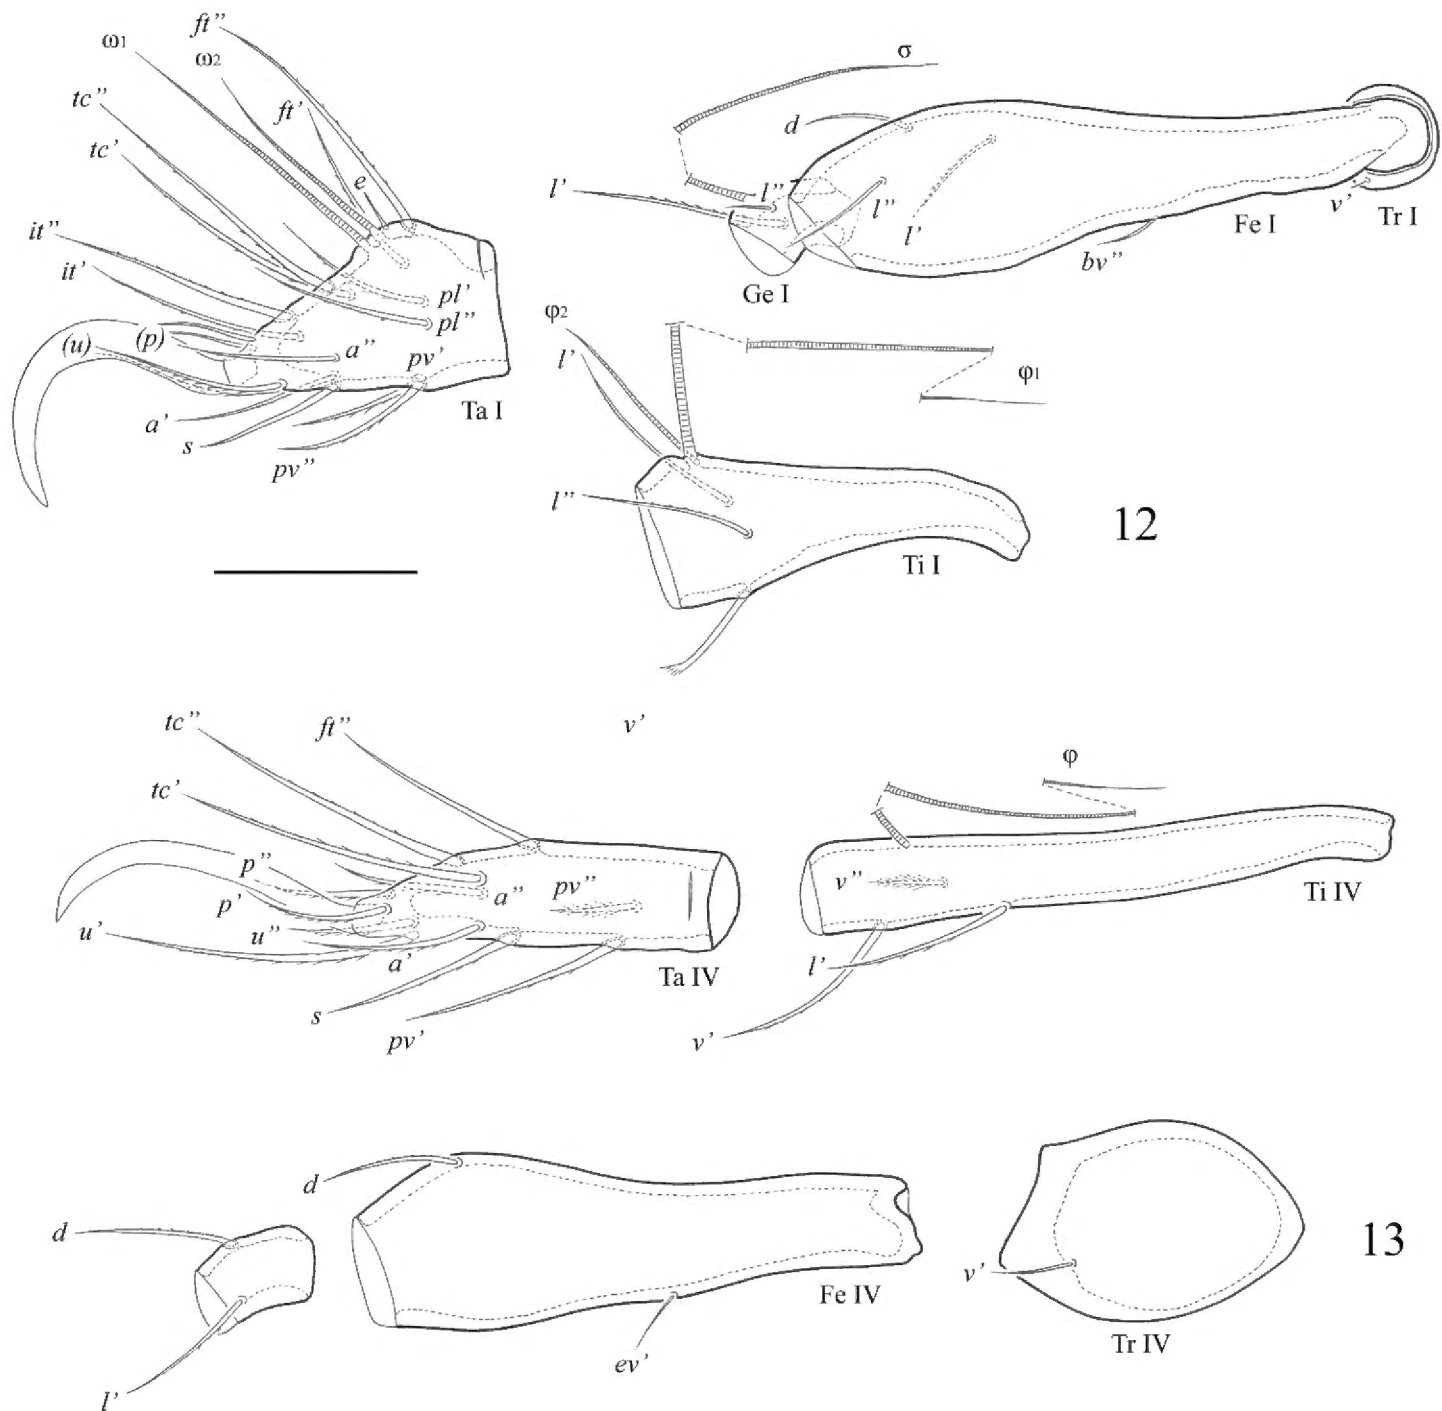 ft”
ω1
ω2
σ
tc”
ft’
d
tc’
e
l’
l”
l”
l’
v’
Tr I
Fe I
bv”
it”
it’
pl’
pl”
Ge I
φ2
(u)
(p)
a”
pv’
l’
φ1
Ta I
a’
s
pv”
l”
12
Ti I
tc”
ft”
v’
φ
tc’
p”
p’
a”
pv”
v”
Ti IV
u’
u”
a’
Ta IV
l’
s
pv’
v’
d
d
13
v’
Fe IV
Tr IV
ev’
l’